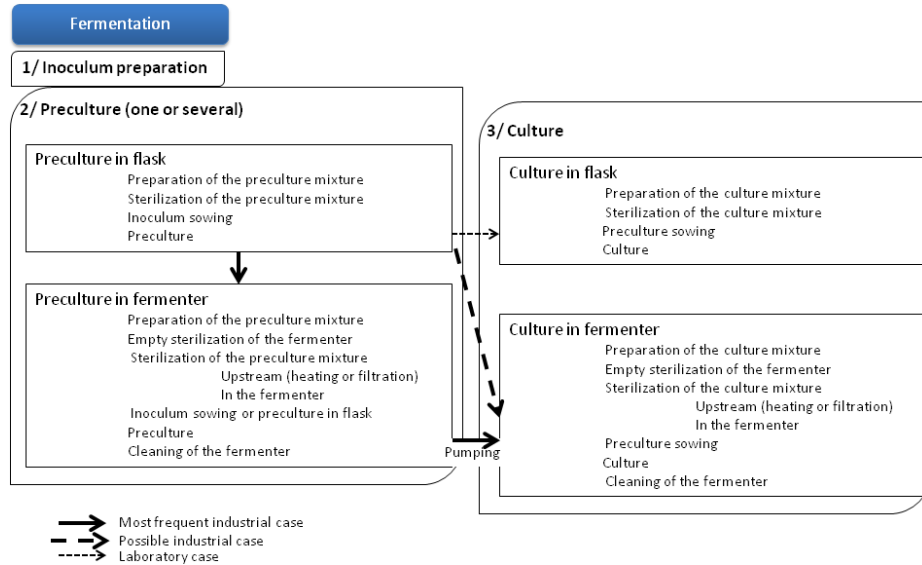 Fermentation
1/ Inoculum preparation
2/ Preculture (one or several)
Preculture in flask
Preparation of the preculture mixture
Sterilization of the preculture mixture
Inoculum sowing
Preculture
Preculture in fermenter
Preparation of the preculture mixture
Empty sterilization of the fermenter
Sterilization of the preculture mixture
Upstream (heating or filtration)
In the fermenter
Inoculum sowing or preculture in flask
Preculture
Cleaning of the fermenter
Pumping
3/ Culture
Culture in flask
Preparation of the culture mixture
Sterilization of the culture mixture
Preculture sowing
Culture
Culture in fermenter
Preparation of the culture mixture
Empty sterilization of the fermenter
Sterilization of the culture mixture
Upstream (heating or filtration)
In the fermenter
Preculture sowing
Culture
Cleaning of the fermenter
Most frequent industrial case
Possible industrial case
Laboratory case